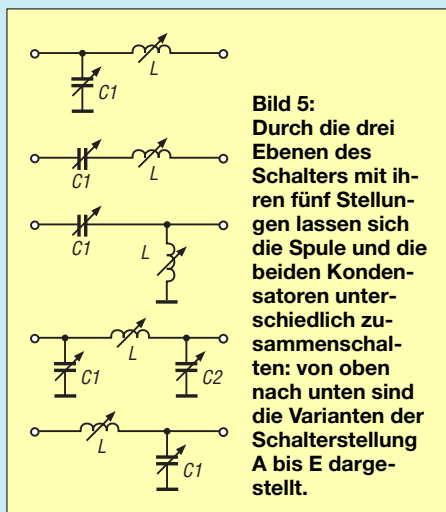 L
C1
C1
L
C1
L
L
C1
C2
L
C1
Bild 5:
Durch die drei
Ebenen des
Schalters mit ih-
ren fünf Stellun-
gen lassen sich
die Spule und die
beiden Konden-
satoren unter-
schiedlich zu-
sammenschal-
ten: von oben
nach unten sind
die Varianten der
Schalterstellung
A bis E darge-
stellt.